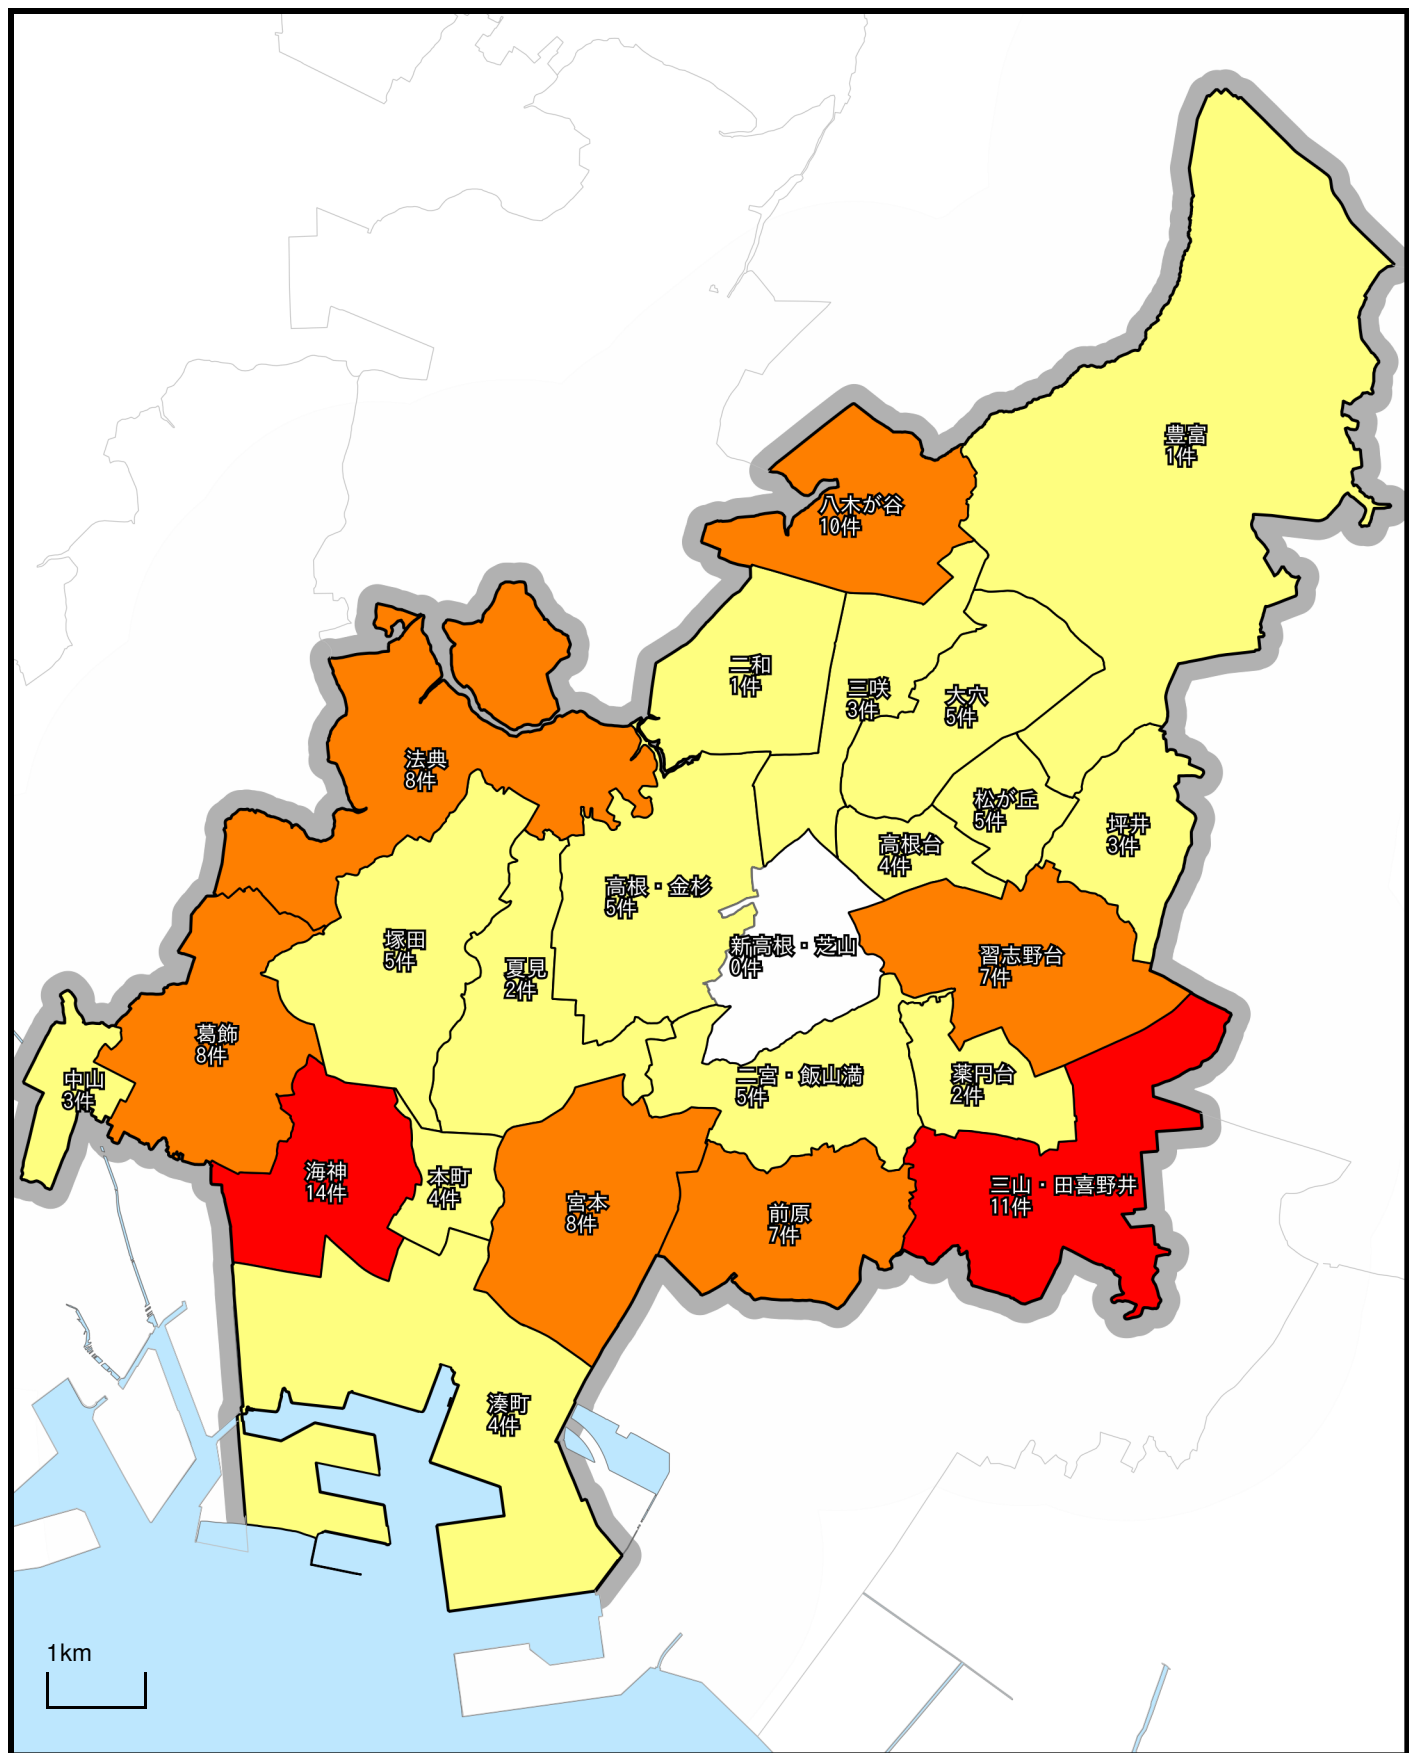 豊富
1件
八木が谷
10件
二和
1件
三咲
3件
大穴
5件
法典
8件
松が丘
5件
坪井
3件
高根台
4件
高根・金杉
5件
塚田
5件
新高根・芝山
0件
習志野台
7件
夏見
2件
葛飾
8件
中山
3件
二宮・飯山満
5件
薬円台
2件
海神
14件
本町
4件
三山・田喜野井
11件
宮本
8件
前原
7件
湊町
4件
1km